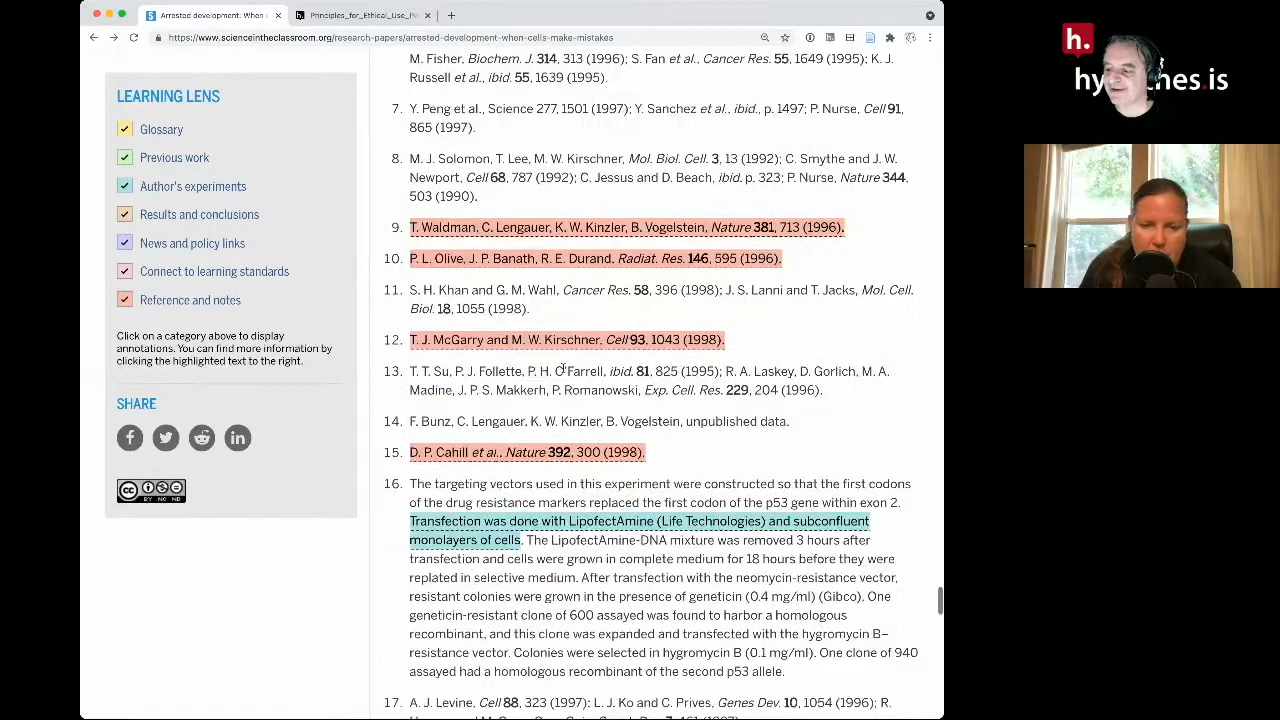 Arrested development: When
Principles_for_Ethical_Use_Pe
https://www.scienceintheclassroom.org/research-papers/arrested-development-when-cells-make-mistakes
h.
hypothes.is
LEARNING LENS
Glossary
Previous work
Author's experiments
Results and conclusions
News and policy links
Connect to learning standards
Reference and notes
Click on a category above to display
annotations. You can find more information by
clicking the highlighted text to the right.
SHARE
CC BY NC ND
M. Fisher, Biochem. J. 314, 313 (1996); S. Fan et al., Cancer Res. 55, 1649 (1995); K. J.
Russell et al., ibid. 55, 1639 (1995).
7. Y. Peng et al., Science 277, 1501 (1997); Y. Sanchez et al., ibid., p. 1497; P. Nurse, Cell 91,
865 (1997).
8. M. J. Solomon, T. Lee, M. W. Kirschner, Mol. Biol. Cell. 3, 13 (1992); C. Smythe and J. W.
Newport, Cell 68, 787 (1992); C. Jessus and D. Beach, ibid. p. 323; P. Nurse, Nature 344,
503 (1990).
9. T. Waldman, C. Lengauer, K. W. Kinzler, B. Vogelstein, Nature 381, 713 (1996).
10. P. L. Olive, J. P. Banath, R. E. Durand, Radiat. Res. 146, 595 (1996).
11. S. H. Khan and G. M. Wahl, Cancer Res. 58, 396 (1998); J. S. Lanni and T. Jacks, Mol. Cell.
Biol. 18, 1055 (1998).
12. T. J. McGarry and M. W. Kirschner, Cell 93, 1043 (1998).
13. T. T. Su, P. J. Follette, P. H. O'Farrell, ibid. 81, 825 (1995); R. A. Laskey, D. Gorlich, M. A.
Madine, J. P. S. Makkerh, P. Romanowski, Exp. Cell. Res. 229, 204 (1996).
14. F. Bunz, C. Lengauer, K. W. Kinzler, B. Vogelstein, unpublished data.
15. D. P. Cahill et al., Nature 392, 300 (1998).
16. The targeting vectors used in this experiment were constructed so that the first codons
of the drug resistance markers replaced the first codon of the p53 gene within exon 2.
Transfection was done with LipofectAmine (Life Technologies) and subconfluent
monolayers of cells. The LipofectAmine-DNA mixture was removed 3 hours after
transfection and cells were grown in complete medium for 18 hours before they were
replated in selective medium. After transfection with the neomycin-resistance vector,
resistant colonies were grown in the presence of geneticin (0.4 mg/ml) (Gibco). One
geneticin-resistant clone of 600 assayed was found to harbor a homologous
recombinant, and this clone was expanded and transfected with the hygromycin B–
resistance vector. Colonies were selected in hygromycin B (0.1 mg/ml). One clone of 940
assayed had a homologous recombinant of the second p53 allele.
17. A. J. Levine, Cell 88, 323 (1997); L. J. Ko and C. Prives, Genes Dev. 10, 1054 (1996); R.